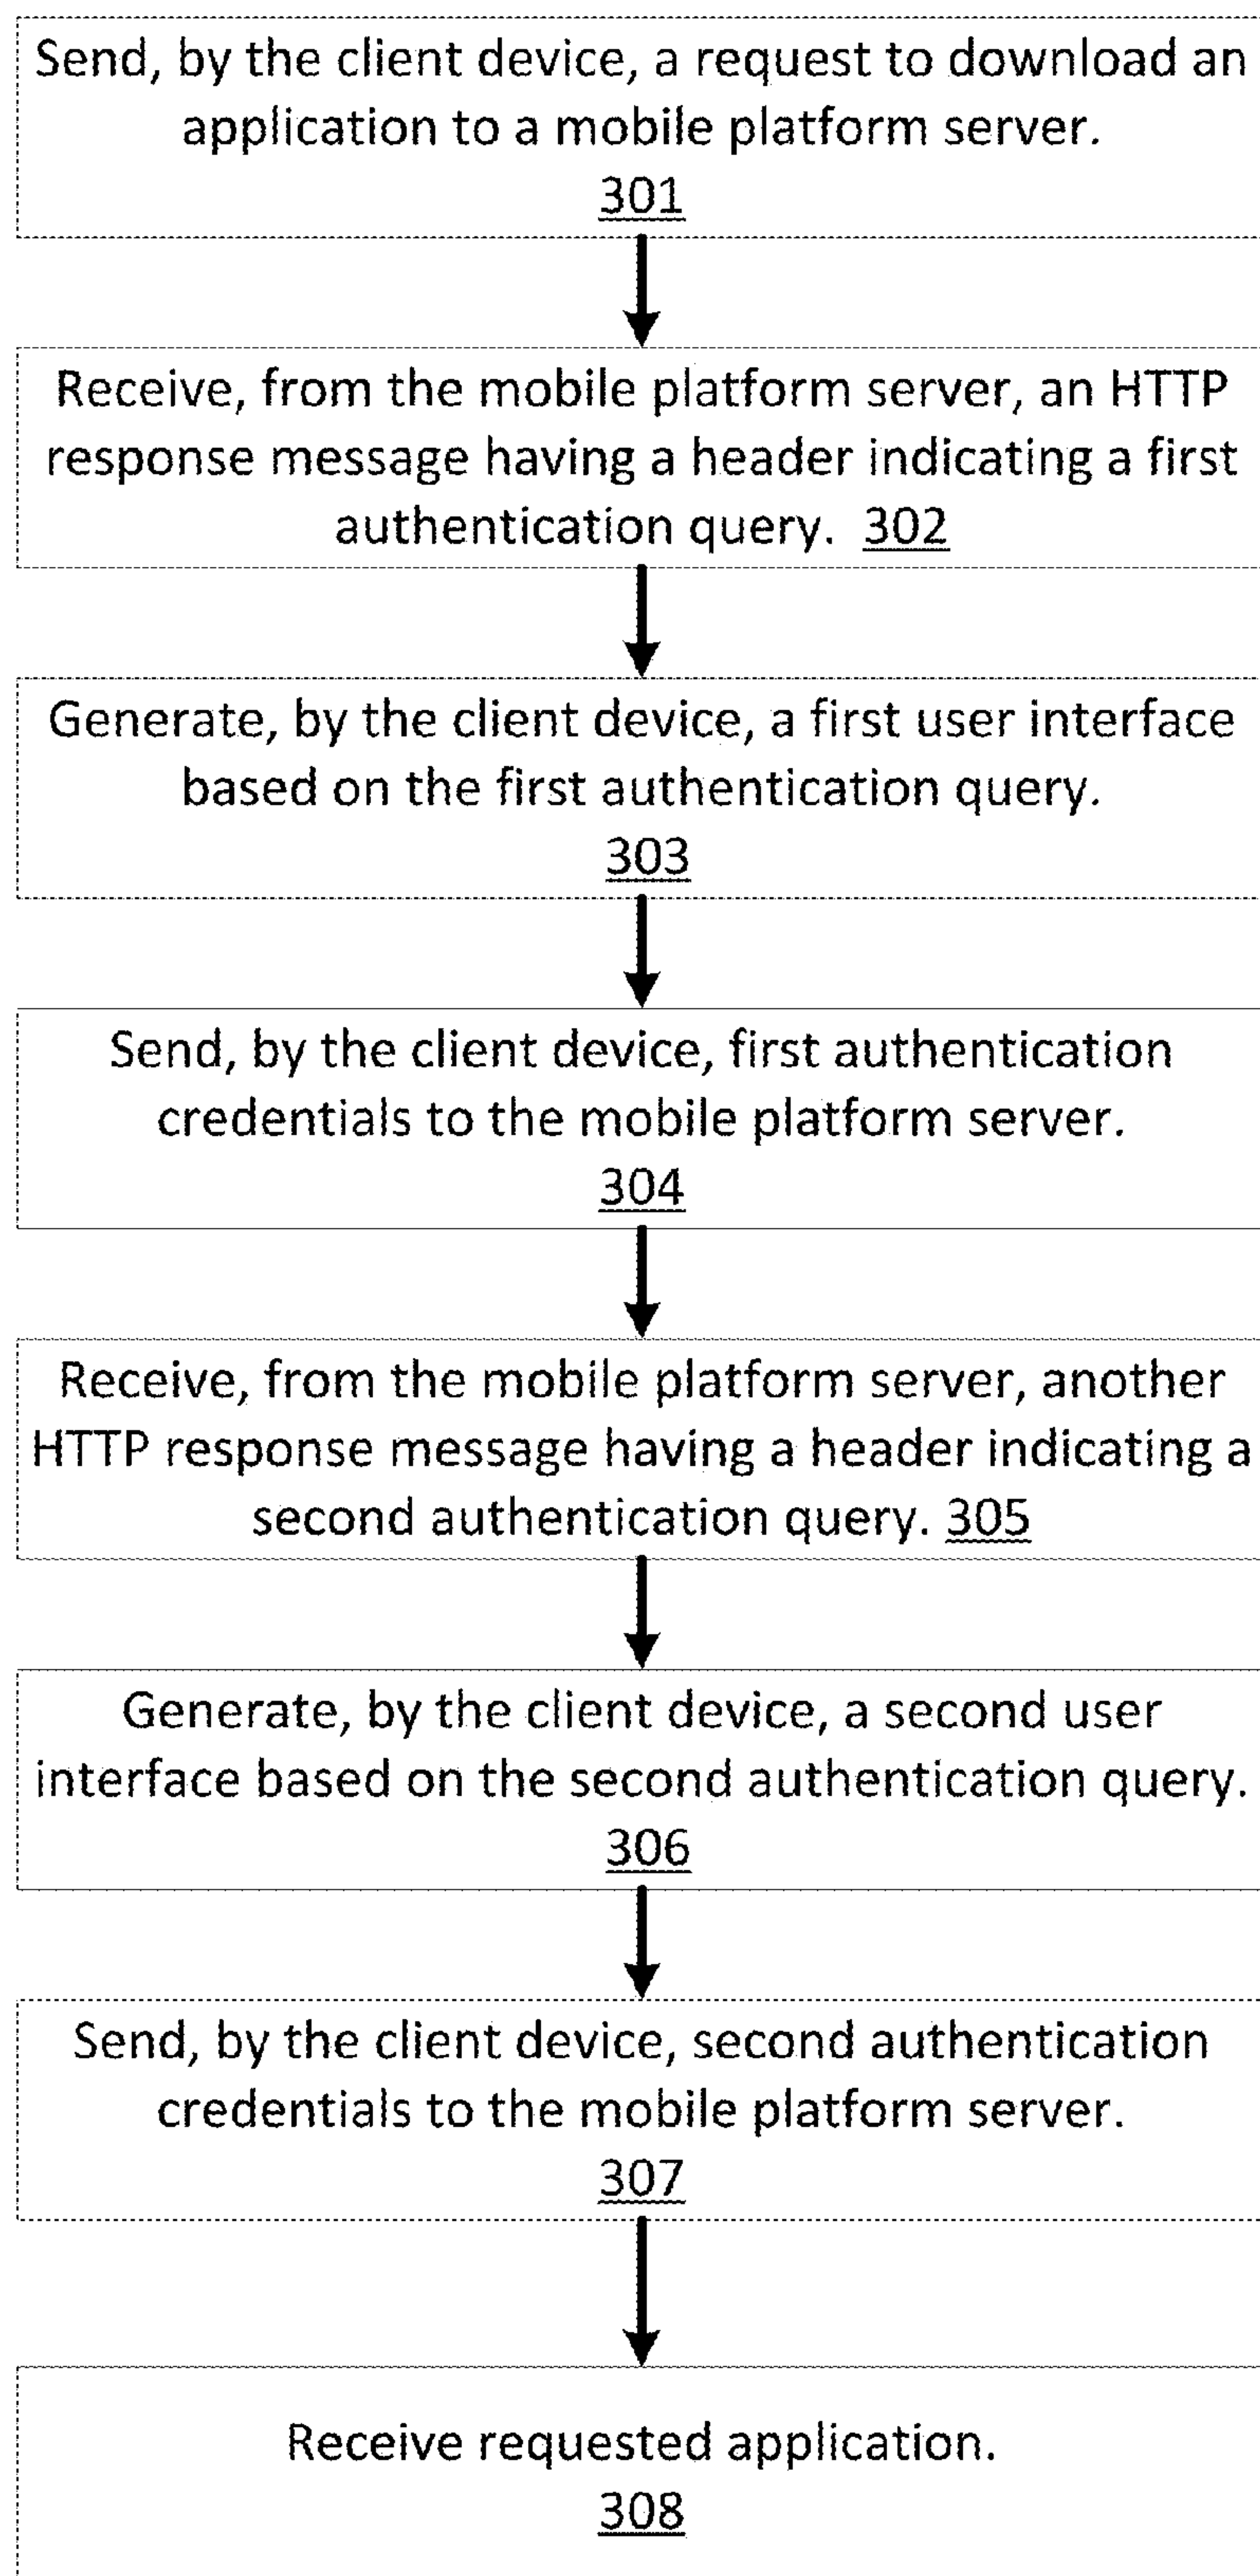 Send, by the client device, a request to download an
application to a mobile platform server.
301
Receive, from the mobile platform server, an HTTP
response message having a header indicating a first
authentication query. 302
Generate, by the client device, a first user interface
based on the first authentication query.
303
Send, by the client device, first authentication
credentials to the mobile platform server.
304
Receive, from the mobile platform server, another
HTTP response message having a header indicating a
second authentication query. 305
Generate, by the client device, a second user
interface based on the second authentication query.
306
Send, by the client device, second authentication
credentials to the mobile platform server.
307
Receive requested application.
308